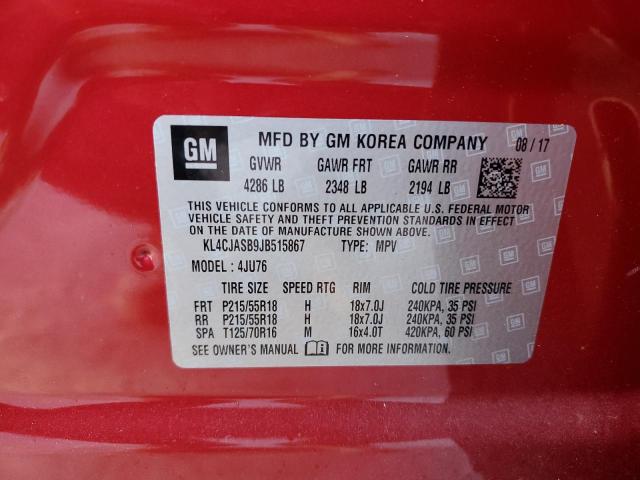 GM MFD BY GM KOREA COMPANY 08/17
GVWR GAWR FRT GAWR RR
4286 LB 2348 LB 2194 LB
THIS VEHICLE CONFORMS TO ALL APPLICABLE U.S. FEDERAL MOTOR
VEHICLE SAFETY AND THEFT PREVENTION STANDARDS IN EFFECT
ON THE DATE OF MANUFACTURE SHOWN ABOVE.
KL4CJASB9JB515867 TYPE: MPV
MODEL : 4JU76
TIRE SIZE SPEED RTG RIM COLD TIRE PRESSURE
FRT P215/55R18 H 18x7.0J 240KPA, 35 PSI
RR P215/55R18 H 18x7.0J 240KPA, 35 PSI
SPA T125/70R16 M 16x4.0T 420KPA, 60 PSI
SEE OWNER'S MANUAL FOR MORE INFORMATION.